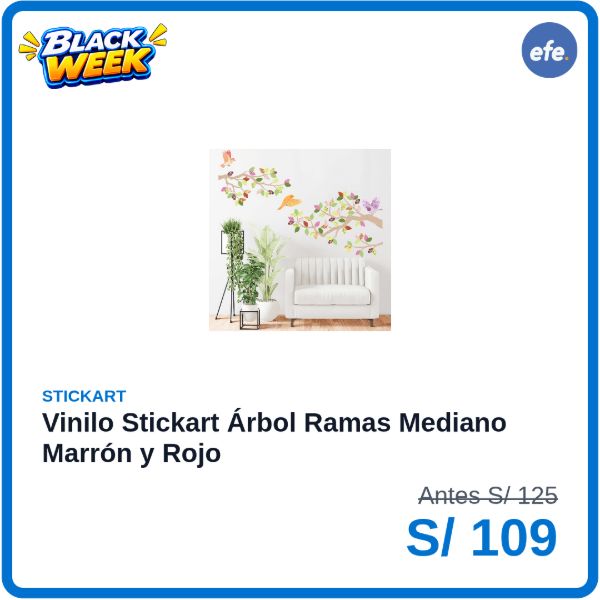 BLACK
WEEK
efe.
STICKART
Vinilo Stickart Árbol Ramas Mediano
Marrón y Rojo
Antes S/ 125
S/ 109